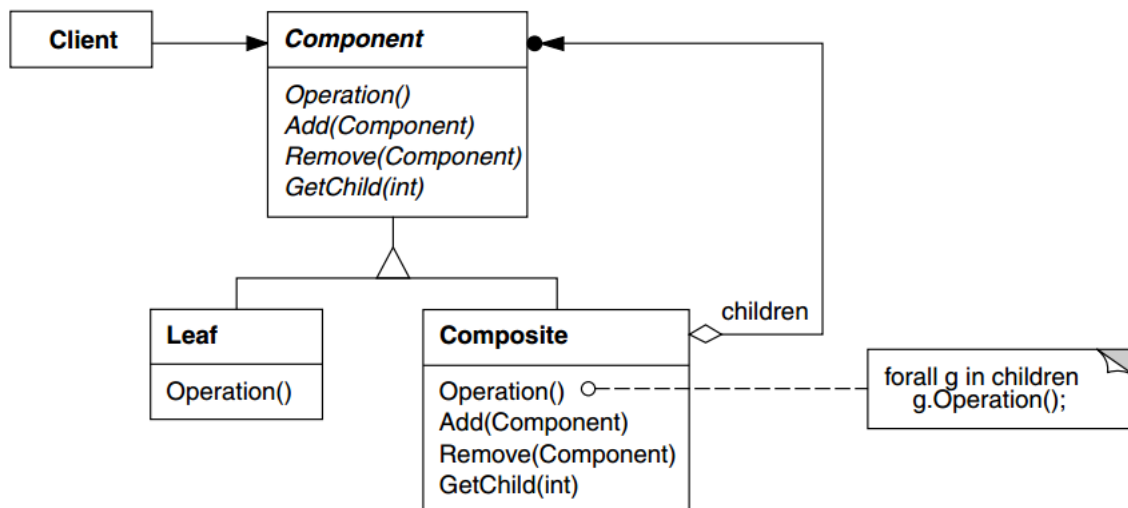 Client
Component
Operation()
Add(Component)
Remove(Component)
GetChild(int)
Leaf
Operation()
Composite
Operation()
Add(Component)
Remove(Component)
GetChild(int)
children
forall g in children
g.Operation();